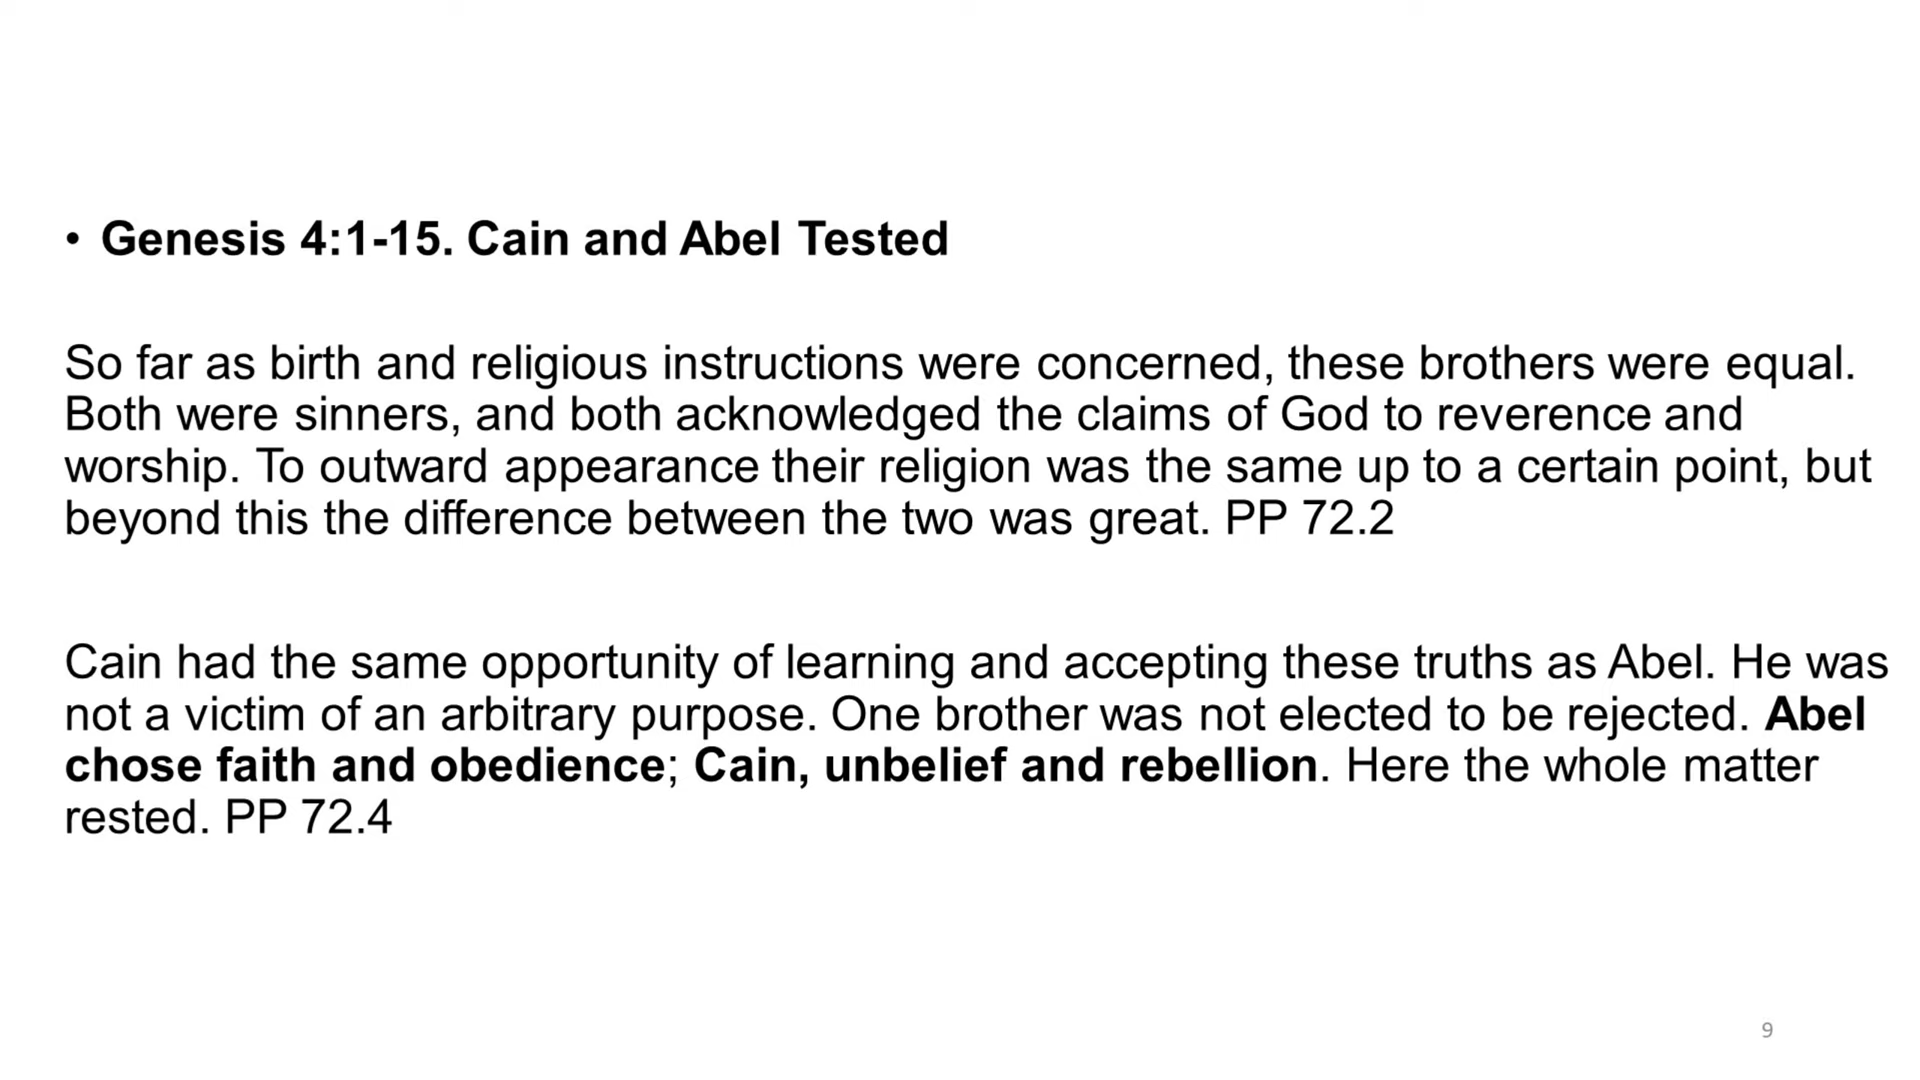 • Genesis 4:1-15. Cain and Abel Tested
So far as birth and religious instructions were concerned, these brothers were equal.
Both were sinners, and both acknowledged the claims of God to reverence and
worship. To outward appearance their religion was the same up to a certain point, but
beyond this the difference between the two was great. PP 72.2
Cain had the same opportunity of learning and accepting these truths as Abel. He was
not a victim of an arbitrary purpose. One brother was not elected to be rejected. Abel
chose faith and obedience; Cain, unbelief and rebellion. Here the whole matter
rested. PP 72.4
9